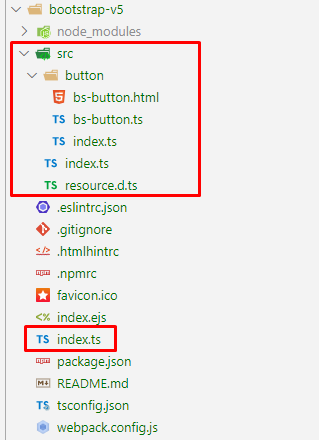 bootstrap-v5
node_modules
src
button
bs-button.html
TS bs-button.ts
TS index.ts
TS index.ts
TS resource.d.ts
.eslintrc.json
.gitignore
.htmlhintrc
npm .npmrc
favicon.ico
<%= index.ejs
TS index.ts
npm package.json
README.md
TS tsconfig.json
webpack.config.js